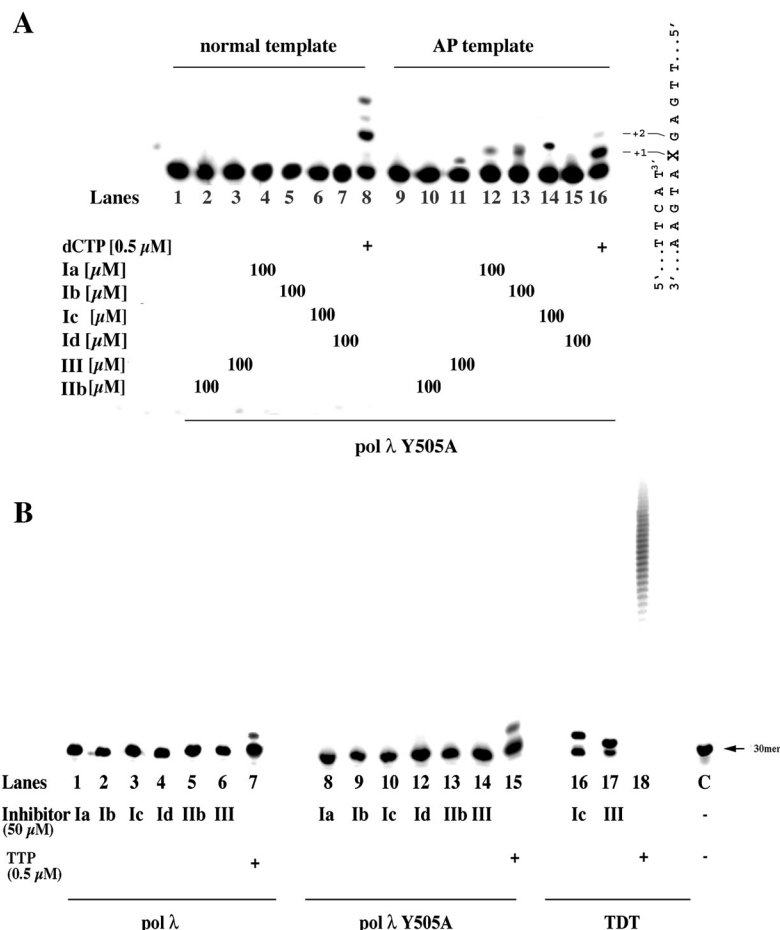 A
normal template AP template
+2
+1
5'...TTCAT3'
3'...AAGTAXGAGTT...5'
Lanes 1 2 3 4 5 6 7 8 9 10 11 12 13 14 15 16
dCTP [0.5 µM] + +
Ia [µM] 100 100
Ib [µM] 100 100
Ic [µM] 100 100
Id [µM] 100 100
III [µM] 100 100
IIb[µM] 100 100
pol λ Y505A
B
30mer
Lanes 1 2 3 4 5 6 7 8 9 10 12 13 14 15 16 17 18 C
Inhibitor Ia Ib Ic Id IIb III Ia Ib Ic Id IIb III Ic III -
(50 µM)
TTP + + + -
(0.5 µM)
pol λ pol λ Y505A TDT